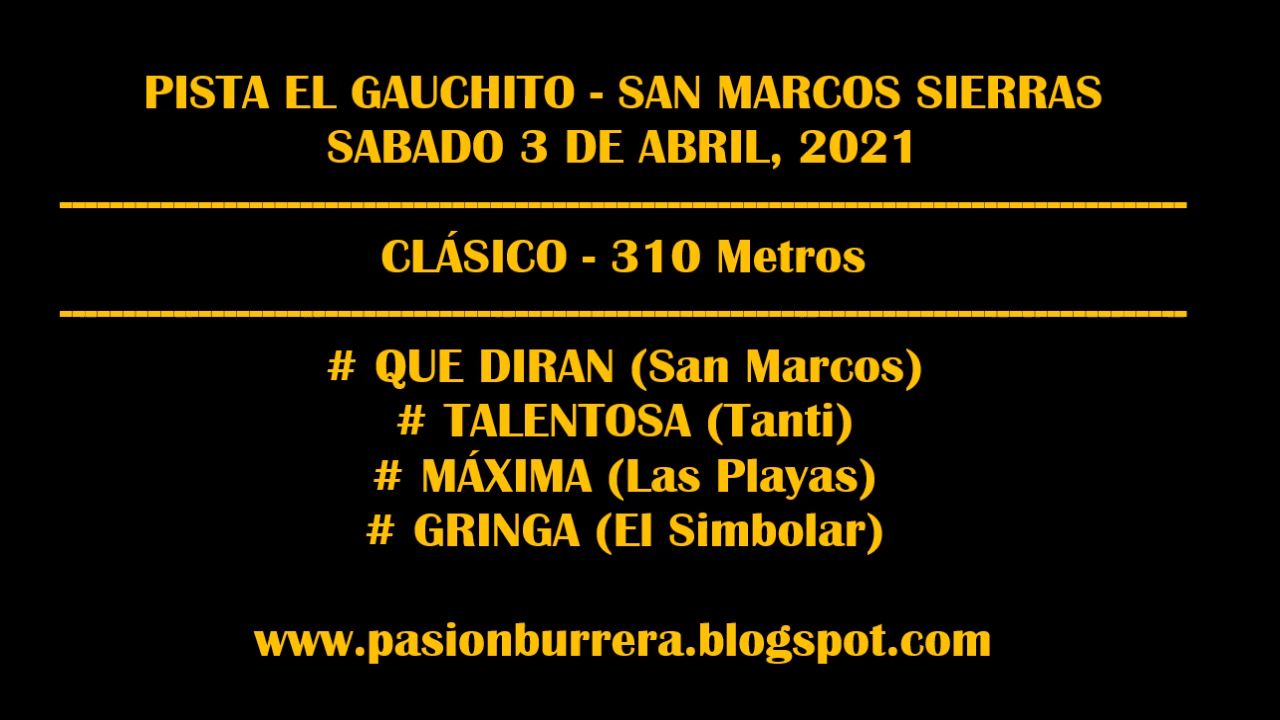 PISTA EL GAUCHITO - SAN MARCOS SIERRAS
SABADO 3 DE ABRIL, 2021
CLÁSICO - 310 Metros
# QUE DIRAN (San Marcos)
# TALENTOSA (Tanti)
# MÁXIMA (Las Playas)
# GRINGA (El Simbolar)
www.pasionburrera.blogspot.com